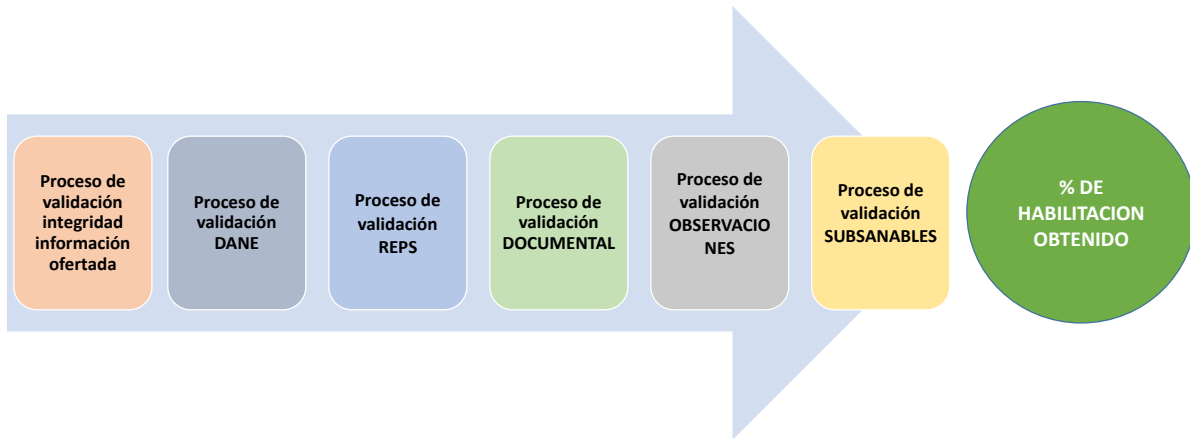 Proceso de
validación
integridad
información
ofertada
Proceso de
validación
DANE
Proceso de
validación
REPS
Proceso de
validación
DOCUMENTAL
Proceso de
validación
OBSERVACIO
NES
Proceso de
validación
SUBSANABLES
% DE
HABILITACION
OBTENIDO